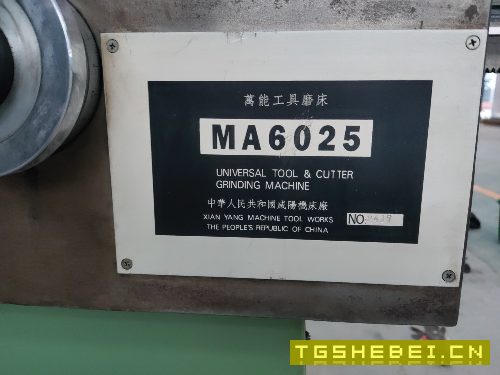 萬能工具磨床
MA6025
UNIVERSAL TOOL & CUTTER
GRINDING MACHINE
中華人民共和國咸陽機床廠
XIAN YANG MACHINE TOOL WORKS
THE PEOPLE'S REPUBLIC OF CHINA
NO
TGSHEBEI.CN